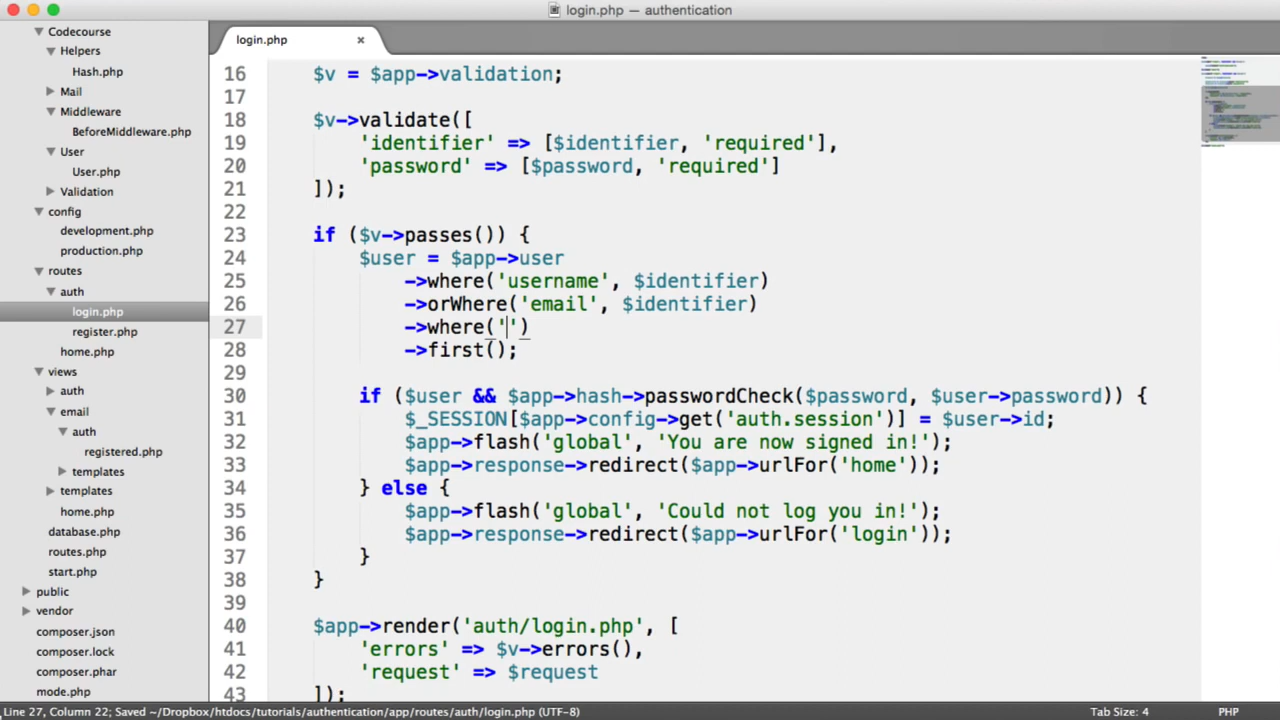 login.php — authentication
Codecourse
Helpers
Hash.php
Mail
Middleware
BeforeMiddleware.php
User
User.php
Validation
config
development.php
production.php
routes
auth
login.php
register.php
home.php
views
auth
email
auth
registered.php
templates
templates
home.php
database.php
routes.php
start.php
public
vendor
composer.json
composer.lock
composer.phar
mode.php
login.php ×
16 $v = $app->validation;
17
18 $v->validate([
19 'identifier' => [$identifier, 'required'],
20 'password' => [$password, 'required']
21 ]);
22
23 if ($v->passes()) {
24 $user = $app->user
25 ->where('username', $identifier)
26 ->orWhere('email', $identifier)
27 ->where('')
28 ->first();
29
30 if ($user && $app->hash->passwordCheck($password, $user->password)) {
31 $_SESSION[$app->config->get('auth.session')] = $user->id;
32 $app->flash('global', 'You are now signed in!');
33 $app->response->redirect($app->urlFor('home'));
34 } else {
35 $app->flash('global', 'Could not log you in!');
36 $app->response->redirect($app->urlFor('login'));
37 }
38 }
39
40 $app->render('auth/login.php', [
41 'errors' => $v->errors(),
42 'request' => $request
43 ]);
Line 27, Column 22; Saved ~/Dropbox/htdocs/tutorials/authentication/app/routes/auth/login.php (UTF-8)
Tab Size: 4
PHP